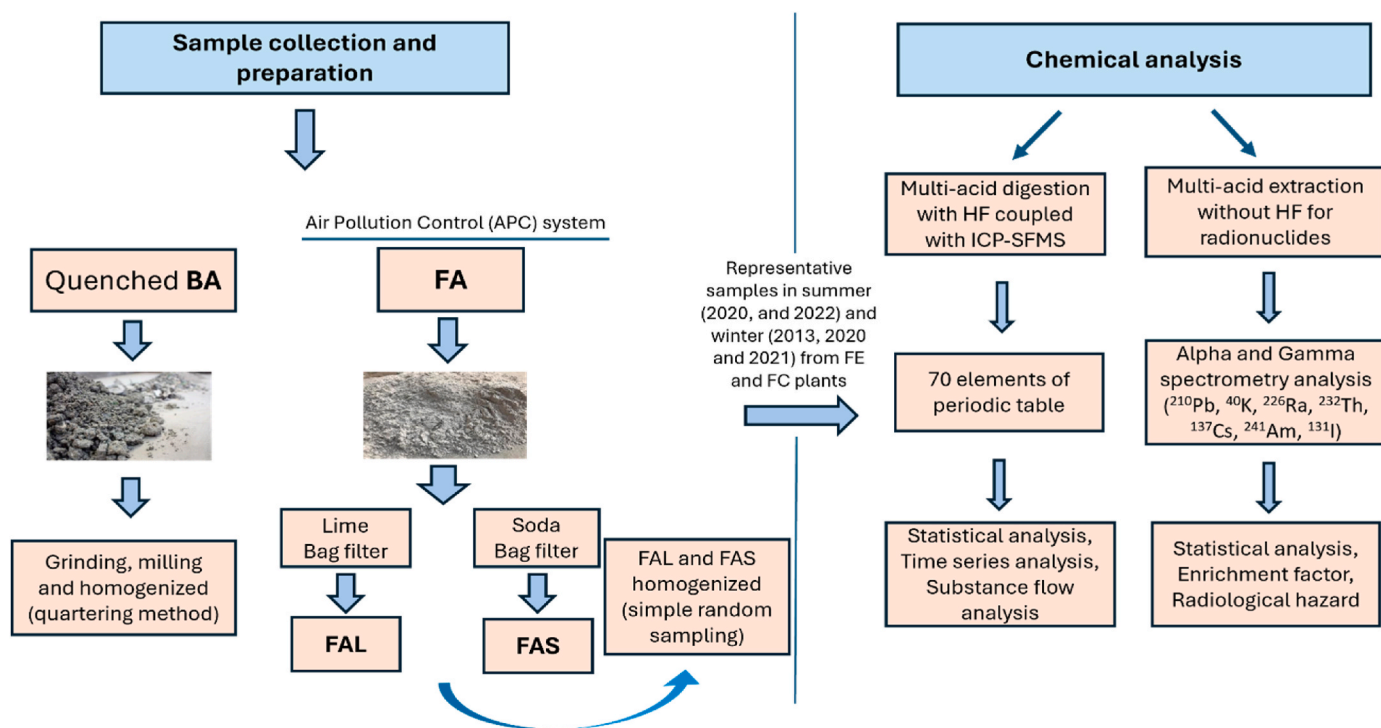 Sample collection and
preparation
Air Pollution Control (APC) system
Quenched BA
FA
Grinding, milling
and homogenized
(quartering method)
Lime
Bag filter
Soda
Bag filter
FAL
FAS
FAL and FAS
homogenized
(simple random
sampling)
Representative
samples in summer
(2020, and 2022) and
winter (2013, 2020
and 2021) from FE
and FC plants
Chemical analysis
Multi-acid digestion
with HF coupled
with ICP-SFMS
70 elements of
periodic table
Statistical analysis,
Time series analysis,
Substance flow
analysis
Multi-acid extraction
without HF for
radionuclides
Alpha and Gamma
spectrometry analysis
(²¹⁰Pb, ⁴⁰K, ²²⁶Ra, ²³²Th,
¹³⁷Cs, ²⁴¹Am, ¹³¹I)
Statistical analysis,
Enrichment factor,
Radiological hazard